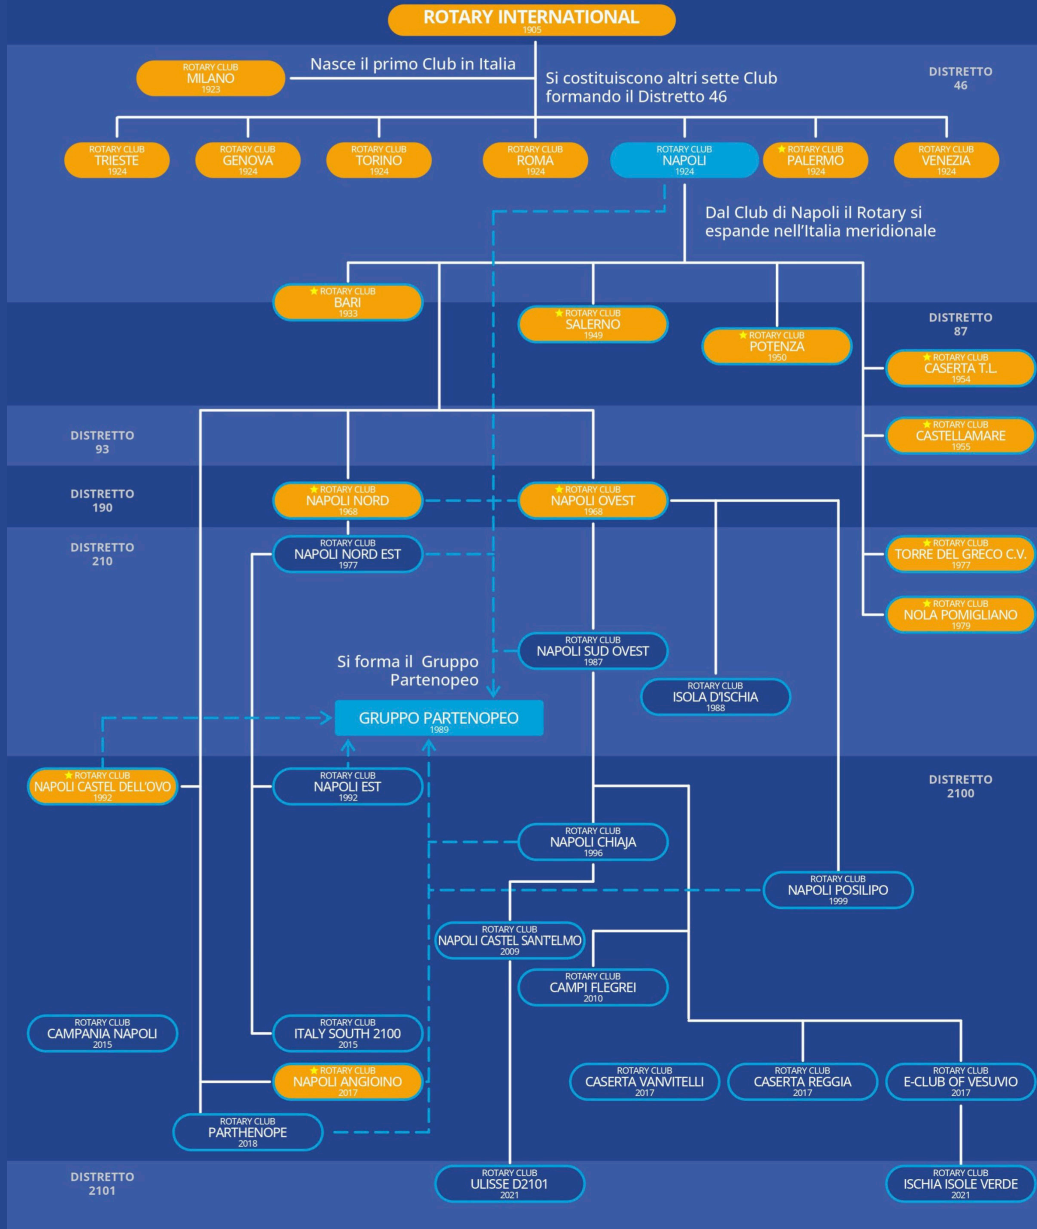 ROTARY INTERNATIONAL
1905
Nasce il primo Club in Italia
ROTARY CLUB
MILANO
1923
Si costituiscono altri sette Club
formando il Distretto 46
DISTRETTO
46
ROTARY CLUB
TRIESTE
1924
ROTARY CLUB
GENOVA
1924
ROTARY CLUB
TORINO
1924
ROTARY CLUB
ROMA
1924
ROTARY CLUB
NAPOLI
1924
ROTARY CLUB
PALERMO
1924
ROTARY CLUB
VENEZIA
1924
Dal Club di Napoli il Rotary si
espande nell'Italia meridionale
ROTARY CLUB
BARI
1933
ROTARY CLUB
SALERNO
1949
ROTARY CLUB
POTENZA
1950
DISTRETTO
87
ROTARY CLUB
CASERTA T.L.
1954
DISTRETTO
93
ROTARY CLUB
CASTELLAMARE
1955
DISTRETTO
190
ROTARY CLUB
NAPOLI NORD
1968
ROTARY CLUB
NAPOLI OVEST
1968
DISTRETTO
210
ROTARY CLUB
NAPOLI NORD EST
1977
ROTARY CLUB
TORRE DEL GRECO C.V.
1977
ROTARY CLUB
NOLA POMIGLIANO
1979
ROTARY CLUB
NAPOLI SUD OVEST
1987
Si forma il Gruppo
Partenopeo
ROTARY CLUB
ISOLA D'ISCHIA
1988
GRUPPO PARTENOPEO
1989
ROTARY CLUB
NAPOLI CASTEL DELL'OVO
1992
ROTARY CLUB
NAPOLI EST
1992
DISTRETTO
2100
ROTARY CLUB
NAPOLI CHIAJA
1996
ROTARY CLUB
NAPOLI POSILIPO
1999
ROTARY CLUB
NAPOLI CASTEL SANT'ELMO
2009
ROTARY CLUB
CAMPI FLEGREI
2010
ROTARY CLUB
CAMPANIA NAPOLI
2015
ROTARY CLUB
ITALY SOUTH 2100
2015
ROTARY CLUB
NAPOLI ANGIOINO
2017
ROTARY CLUB
CASERTA VANVITELLI
2017
ROTARY CLUB
CASERTA REGGIA
2017
ROTARY CLUB
E-CLUB OF VESUVIO
2017
ROTARY CLUB
PARTHENOPE
2018
DISTRETTO
2101
ROTARY CLUB
ULISSE D2101
2021
ROTARY CLUB
ISCHIA ISOLE VERDE
2021